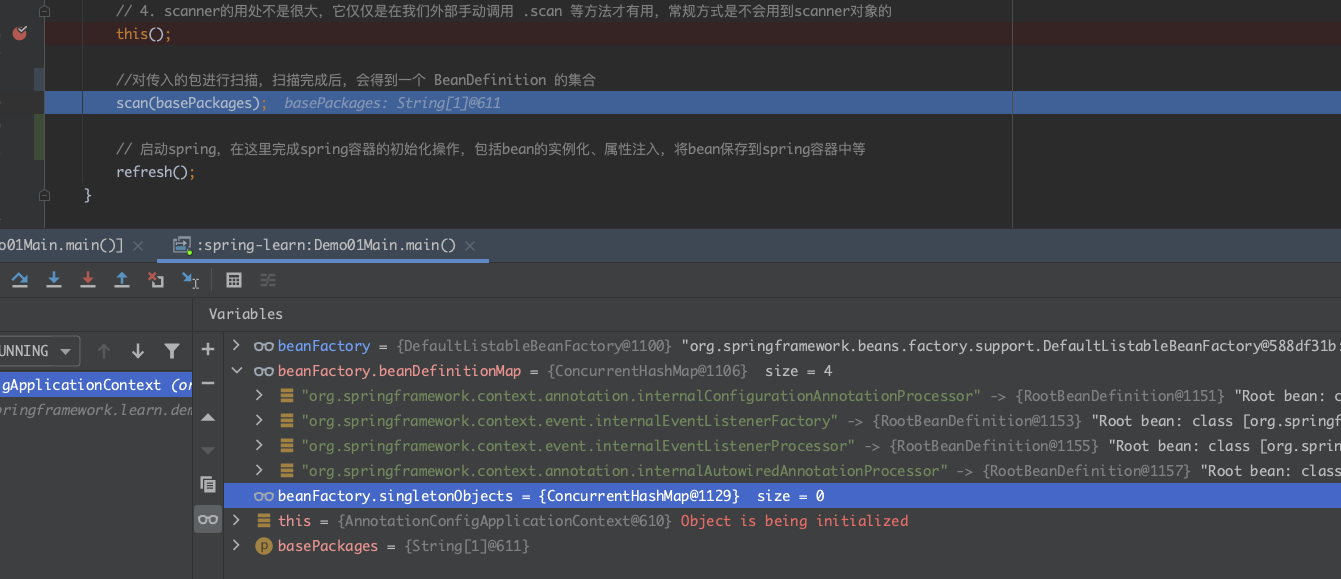 // 4. scanner的用处不是很大，它仅仅是在我们外部手动调用 .scan 等方法才有用，常规方式是不会用到scanner对象的
this();
//对传入的包进行扫描，扫描完成后，会得到一个 BeanDefinition 的集合
scan(basePackages); basePackages: String[1]@611
// 启动spring，在这里完成spring容器的初始化操作，包括bean的实例化、属性注入，将bean保存到spring容器中等
refresh();
}
o01Main.main()] :spring-learn:Demo01Main.main()
Variables
UNNING
beanFactory = {DefaultListableBeanFactory@1100} "org.springframework.beans.factory.support.DefaultListableBeanFactory@588df31b:
gApplicationContext (or
beanFactory.beanDefinitionMap = {ConcurrentHashMap@1106} size = 4
pringframework.learn.dem
"org.springframework.context.annotation.internalConfigurationAnnotationProcessor" -> {RootBeanDefinition@1151} "Root bean: c
"org.springframework.context.event.internalEventListenerFactory" -> {RootBeanDefinition@1153} "Root bean: class [org.springf
"org.springframework.context.event.internalEventListenerProcessor" -> {RootBeanDefinition@1155} "Root bean: class [org.sprin
"org.springframework.context.annotation.internalAutowiredAnnotationProcessor" -> {RootBeanDefinition@1157} "Root bean: class
beanFactory.singletonObjects = {ConcurrentHashMap@1129} size = 0
this = {AnnotationConfigApplicationContext@610} Object is being initialized
basePackages = {String[1]@611}